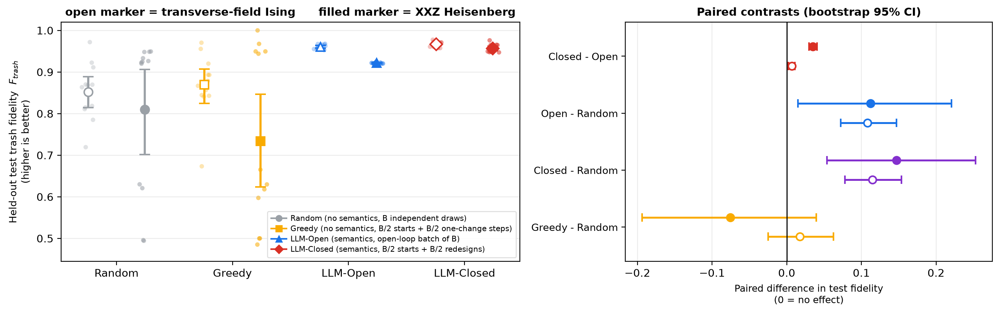 open marker = transverse-field Ising filled marker = XXZ Heisenberg
Held-out test trash fidelity F_trash
(higher is better)
1.0
0.9
0.8
0.7
0.6
0.5
Random (no semantics, B independent draws)
Greedy (no semantics, B/2 starts + B/2 one-change steps)
LLM-Open (semantics, open-loop batch of B)
LLM-Closed (semantics, B/2 starts + B/2 redesigns)
Random Greedy LLM-Open LLM-Closed
Paired contrasts (bootstrap 95% CI)
Closed - Open
Open - Random
Closed - Random
Greedy - Random
−0.2 −0.1 0.0 0.1 0.2
Paired difference in test fidelity
(0 = no effect)